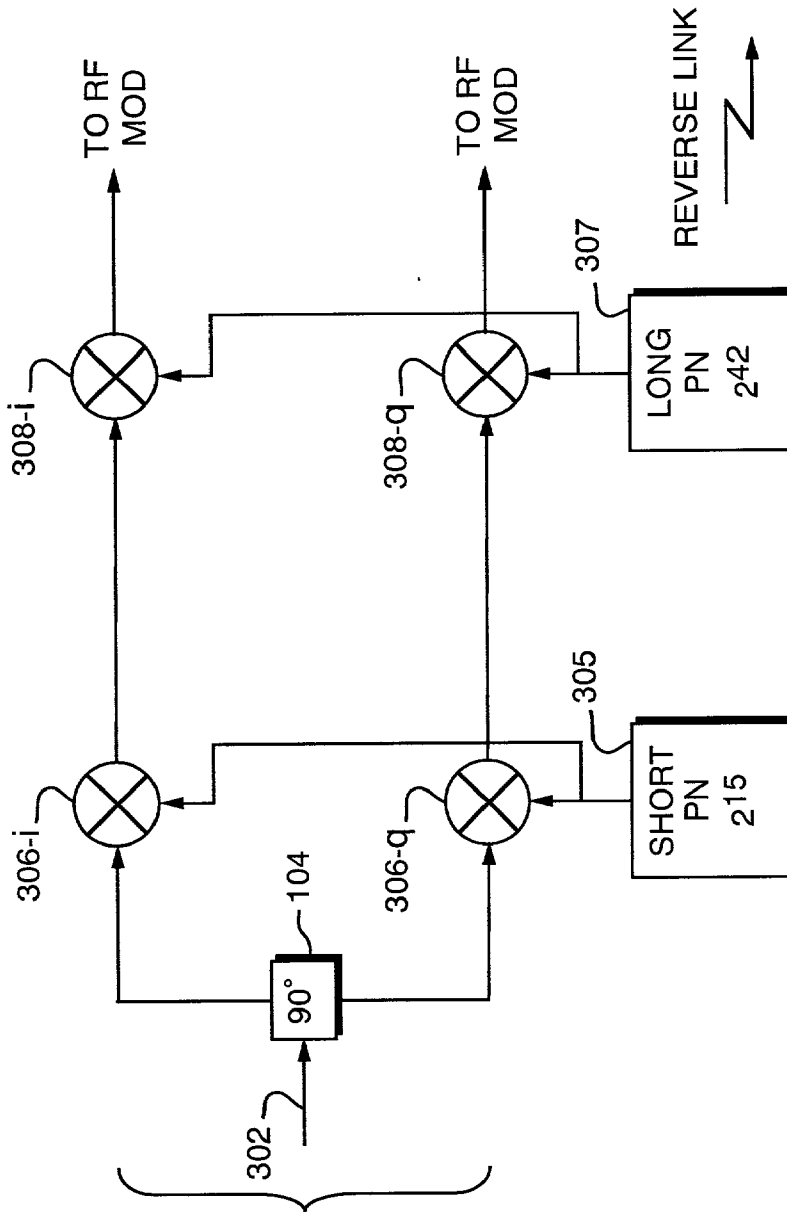 308-i
TO RF
MOD
306-i
104
90°
302
308-q
TO RF
MOD
306-q
305
SHORT
PN
2¹⁵
307
LONG
PN
2⁴²
REVERSE LINK